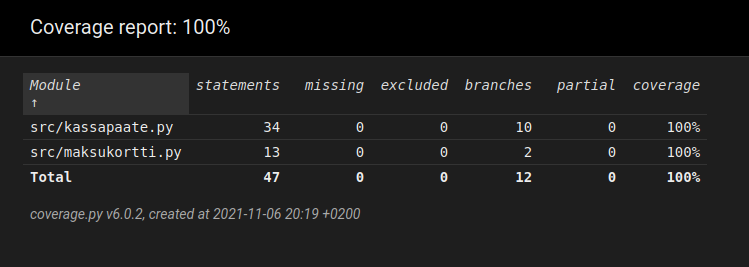 Coverage report: 100%
Module statements missing excluded branches partial coverage
↑
src/kassapaate.py 34 0 0 10 0 100%
src/maksukortti.py 13 0 0 2 0 100%
Total 47 0 0 12 0 100%
coverage.py v6.0.2, created at 2021-11-06 20:19 +0200